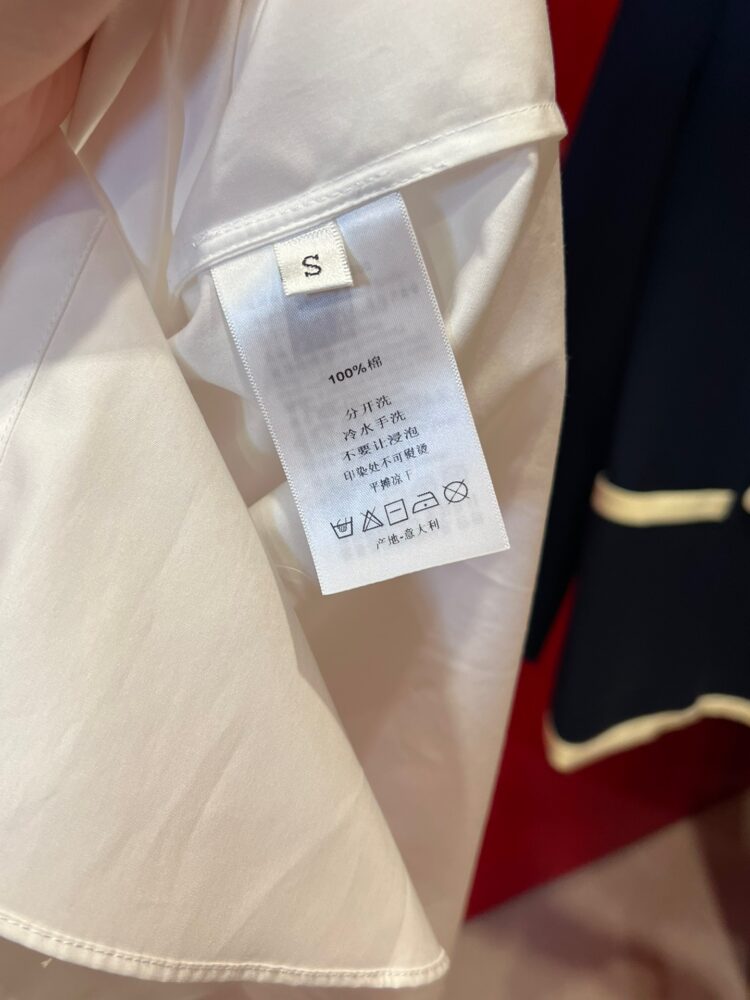 S
100%棉
分开洗
冷水手洗
不要让浸泡
印染处不可熨烫
平摊凉干
产地-意大利